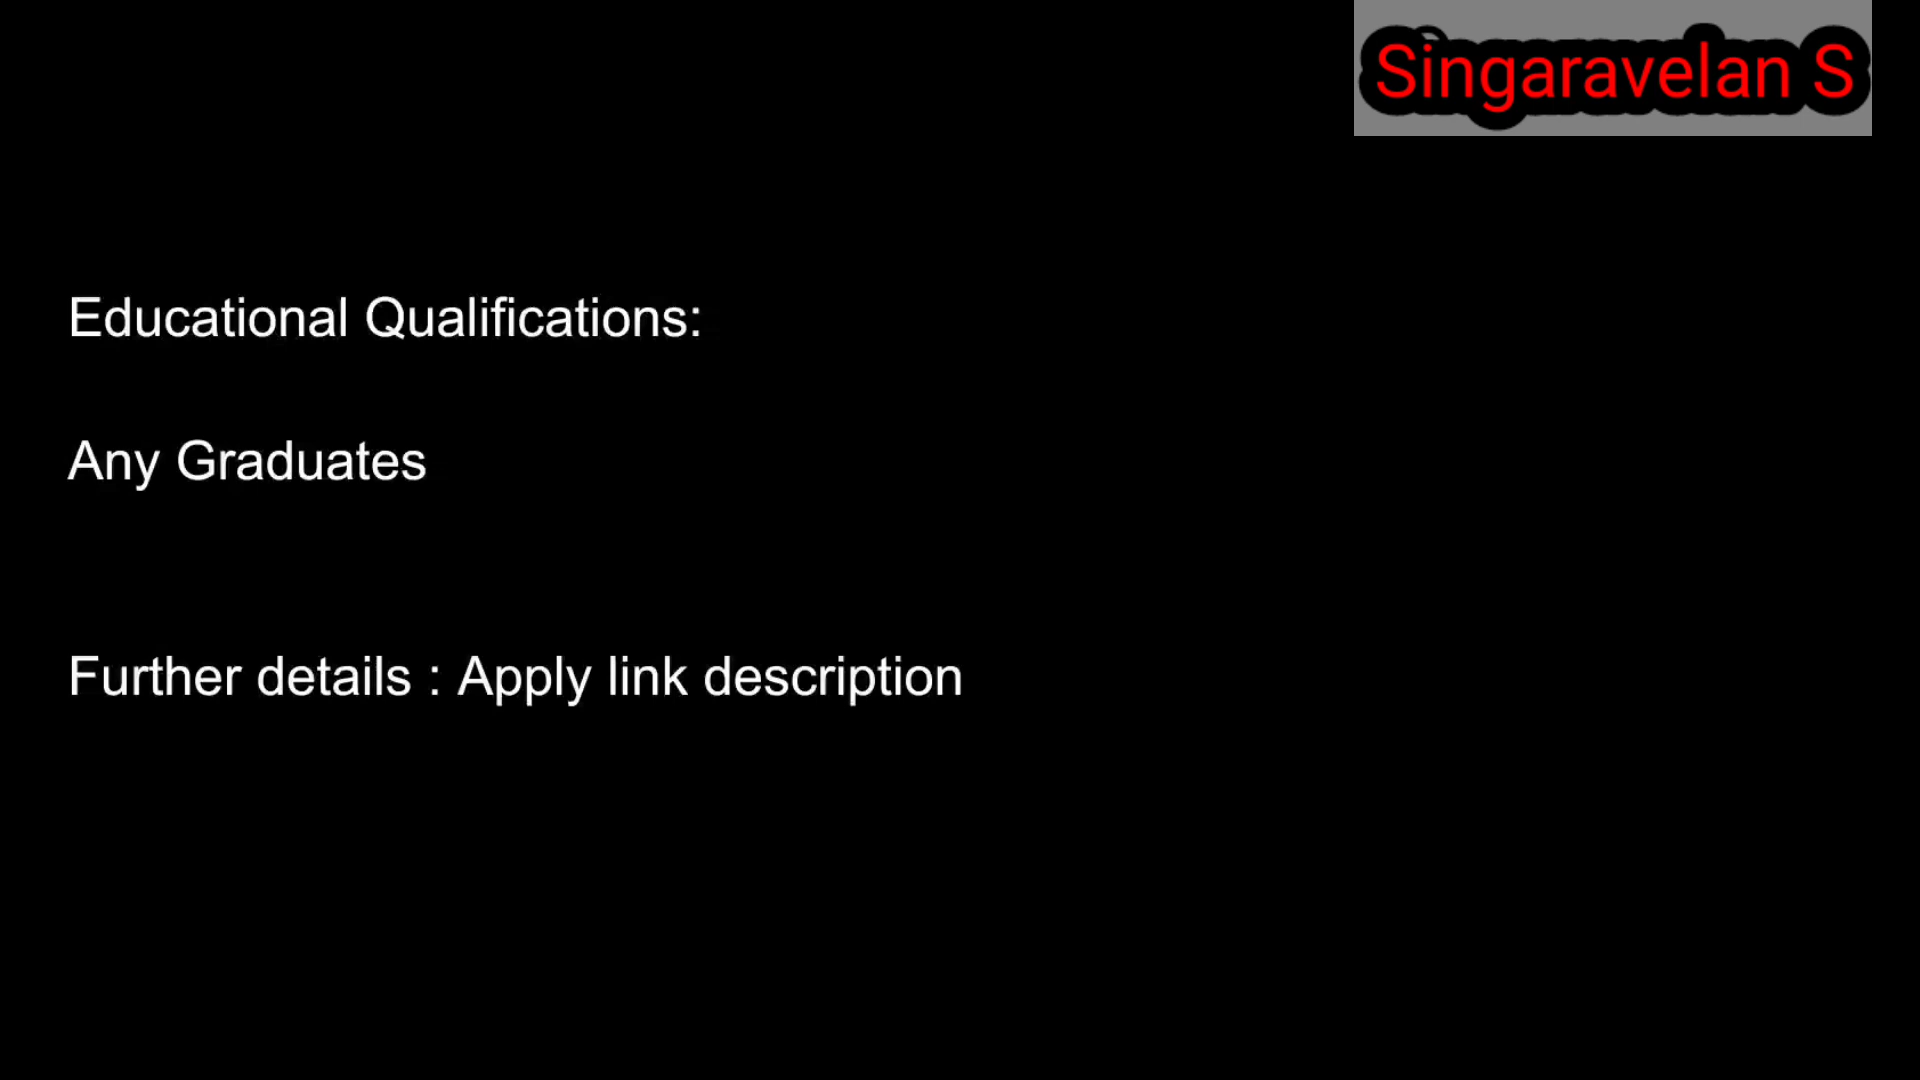 Singaravelan S
Educational Qualifications:
Any Graduates
Further details : Apply link description